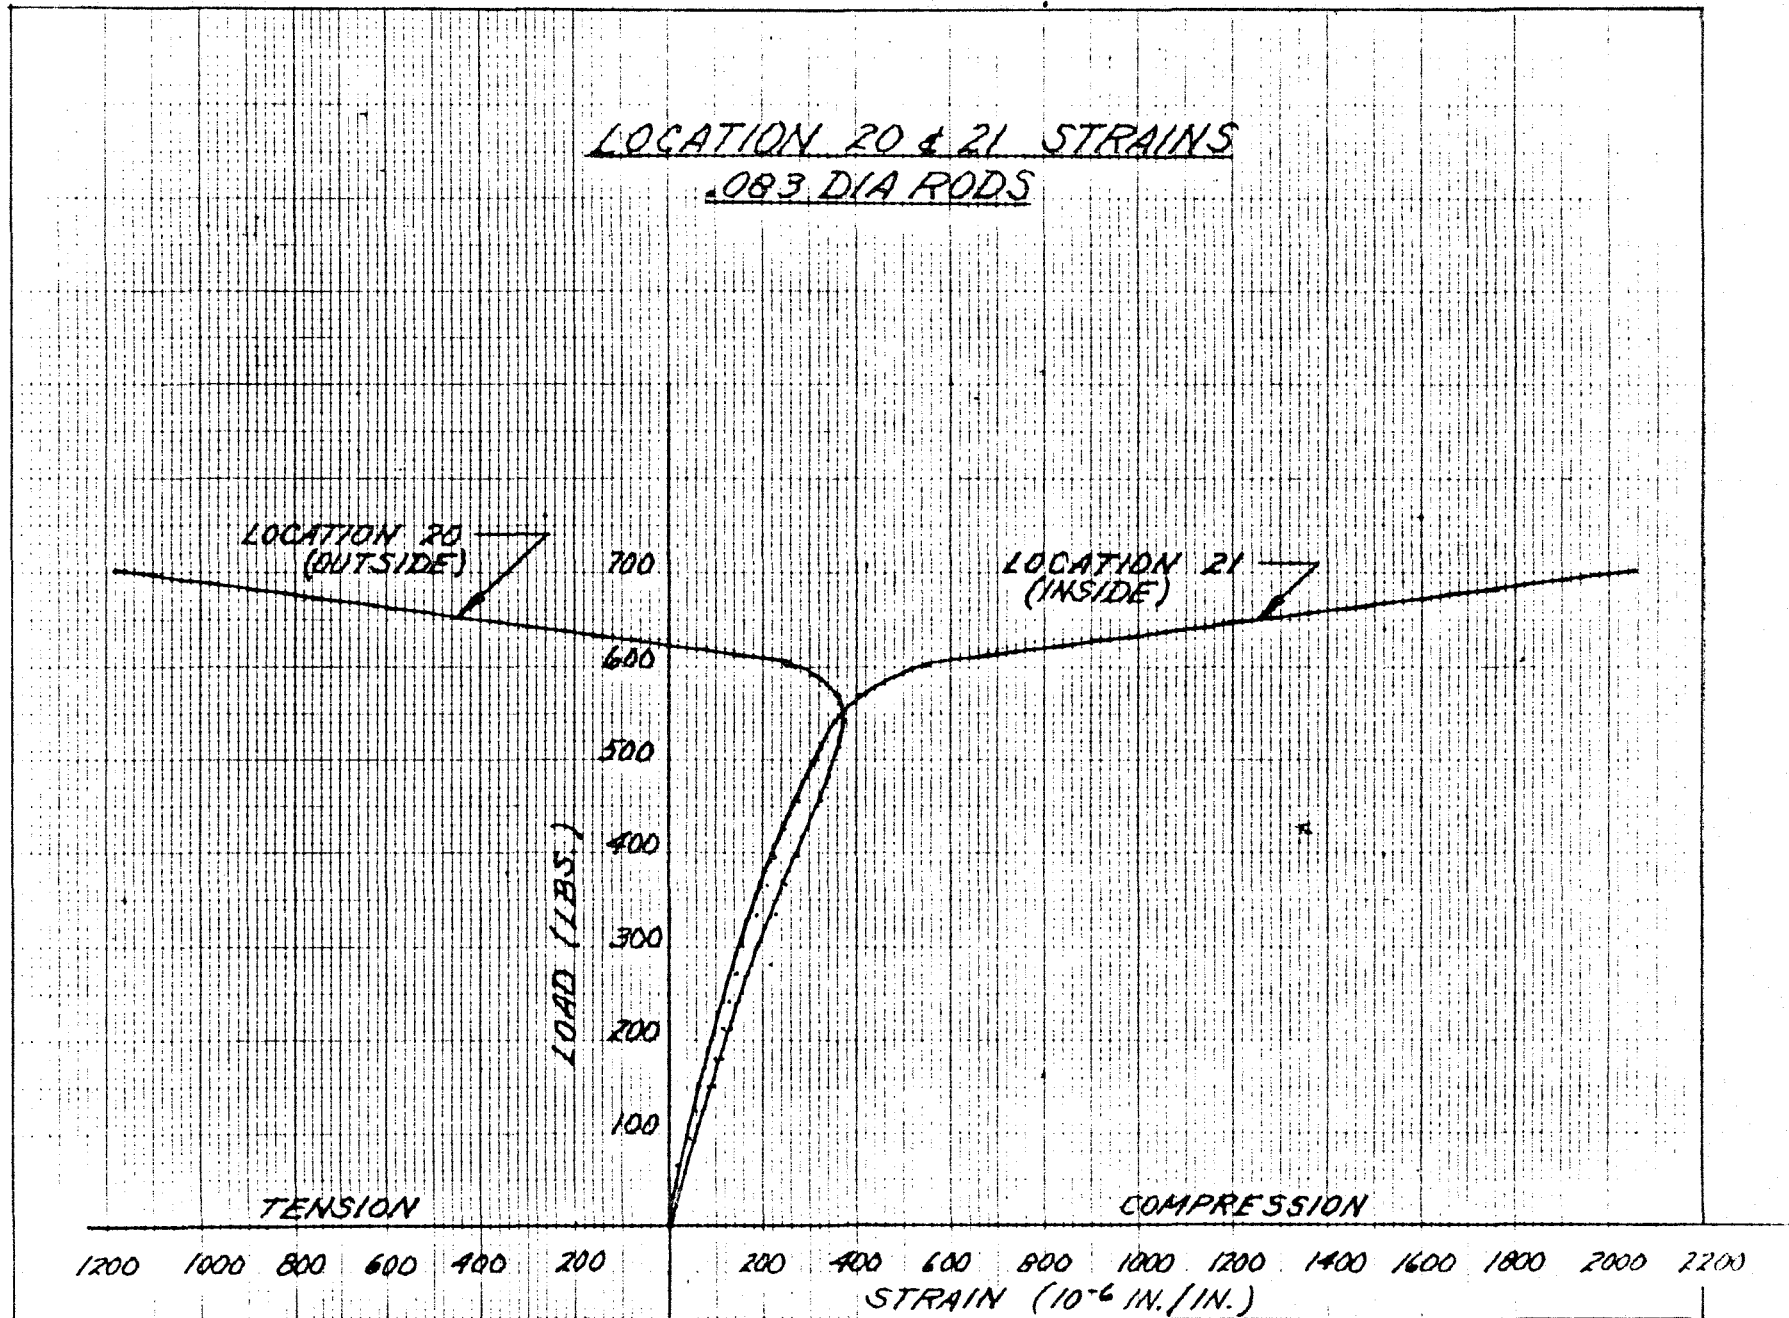 LOCATION 20 & 21 STRAINS
.083 DIA RODS
LOCATION 20
(OUTSIDE)
LOCATION 21
(INSIDE)
700
600
500
400
300
200
100
LOAD (LBS.)
TENSION
COMPRESSION
1200 1000 800 600 400 200 200 400 600 800 1000 1200 1400 1600 1800 2000 2200
STRAIN (10-6 IN./IN.)